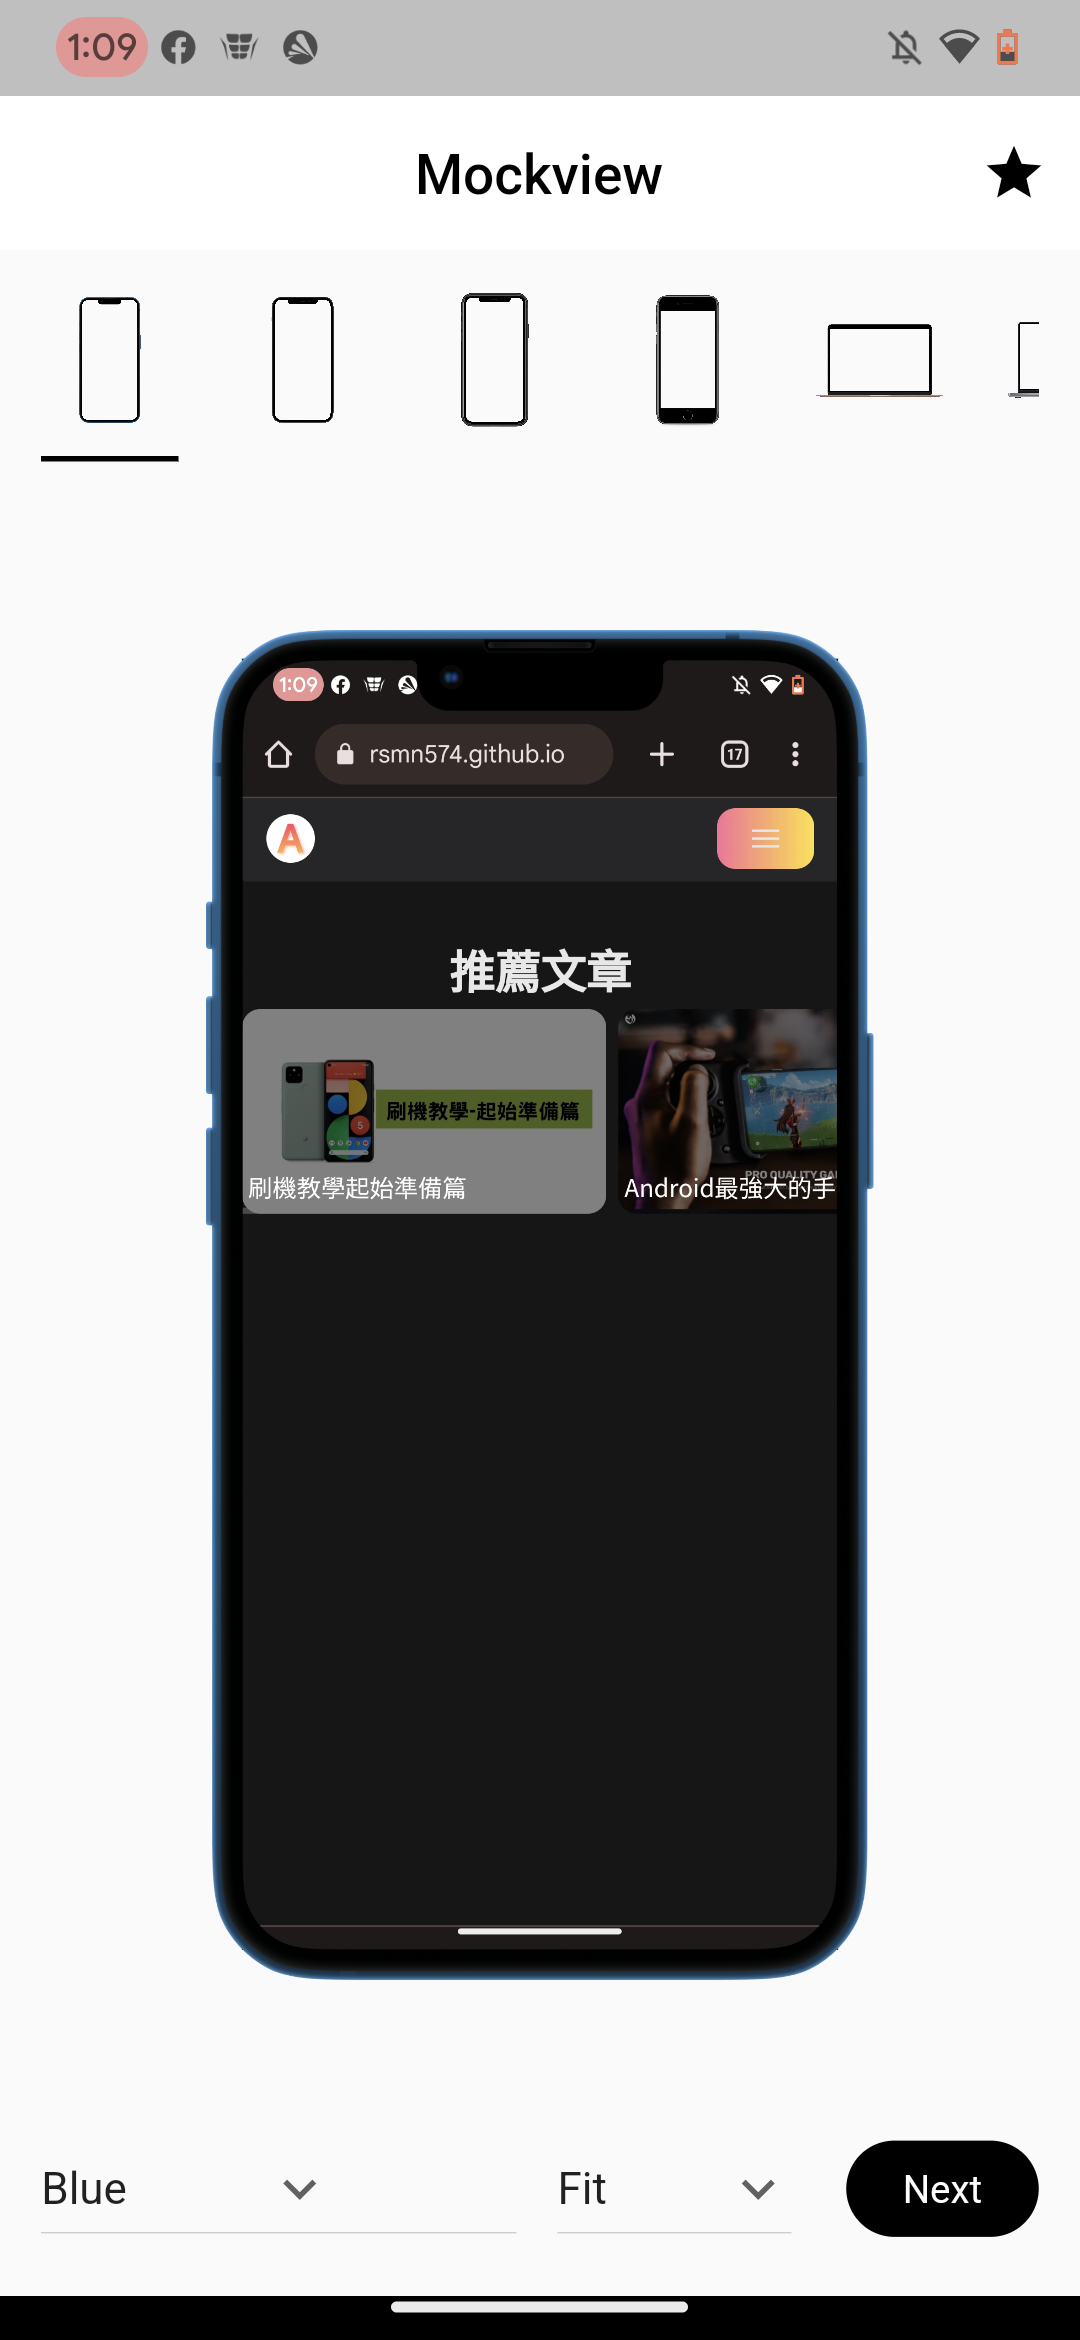 1:09
Mockview
1:09
rsmn574.github.io
17
A
推薦文章
刷機教學-起始準備篇
5
刷機教學起始準備篇
PRO QUALITY GA
Android最強大的手
Blue
Fit
Next